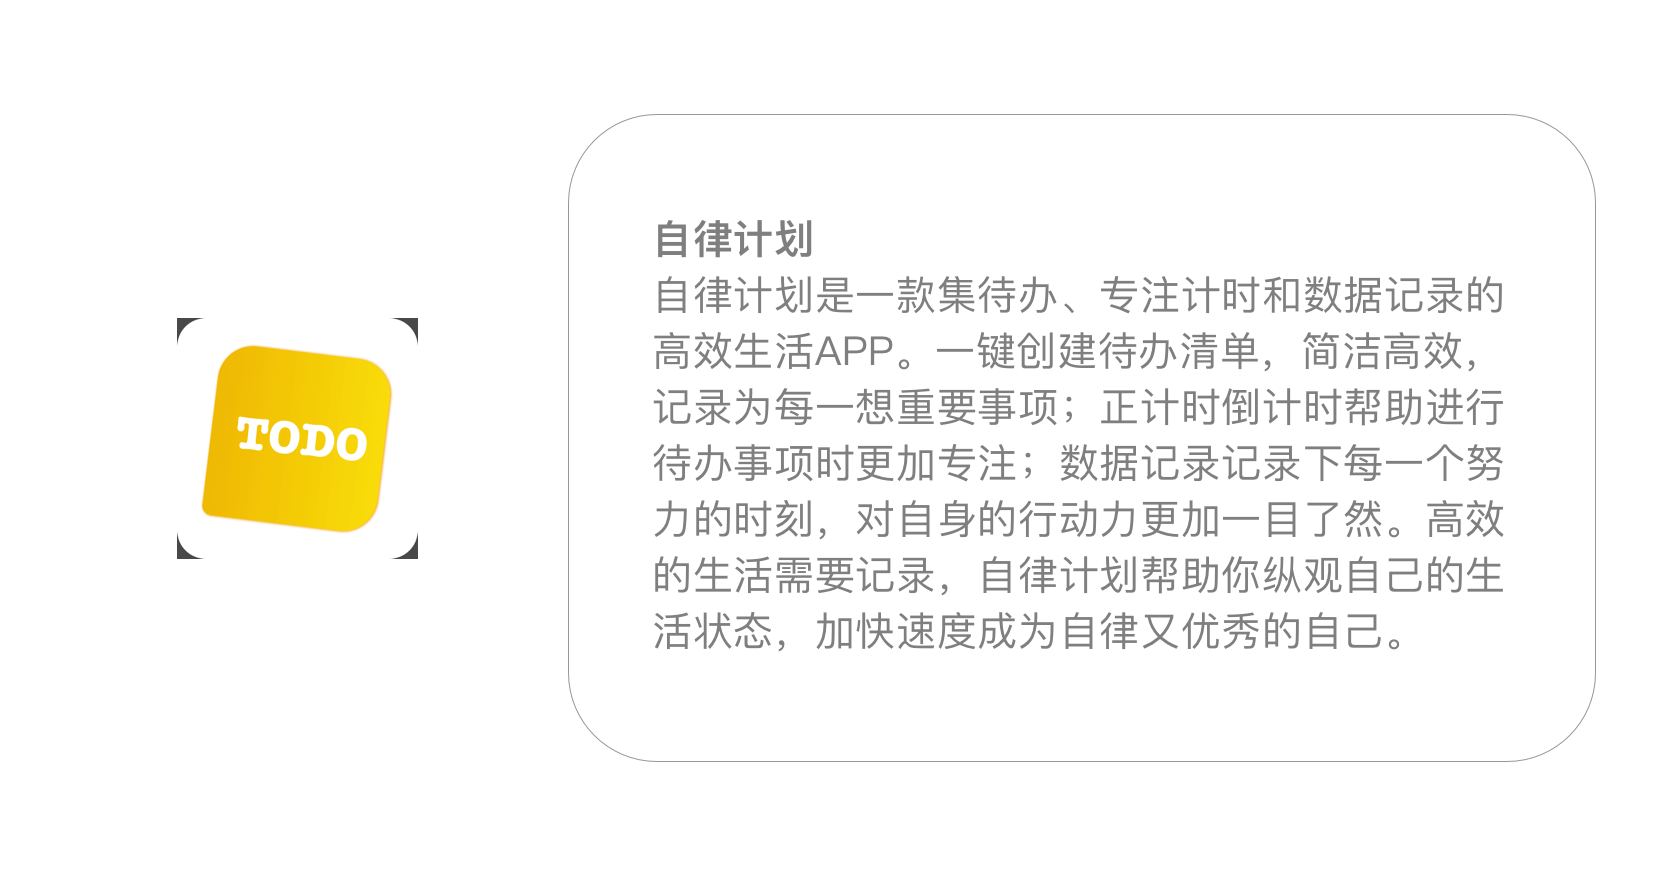 TODO
自律计划
自律计划是一款集待办、专注计时和数据记录的
高效生活APP。一键创建待办清单，简洁高效，
记录为每一想重要事项；正计时倒计时帮助进行
待办事项时更加专注；数据记录记录下每一个努
力的时刻，对自身的行动力更加一目了然。高效
的生活需要记录，自律计划帮助你纵观自己的生
活状态，加快速度成为自律又优秀的自己。